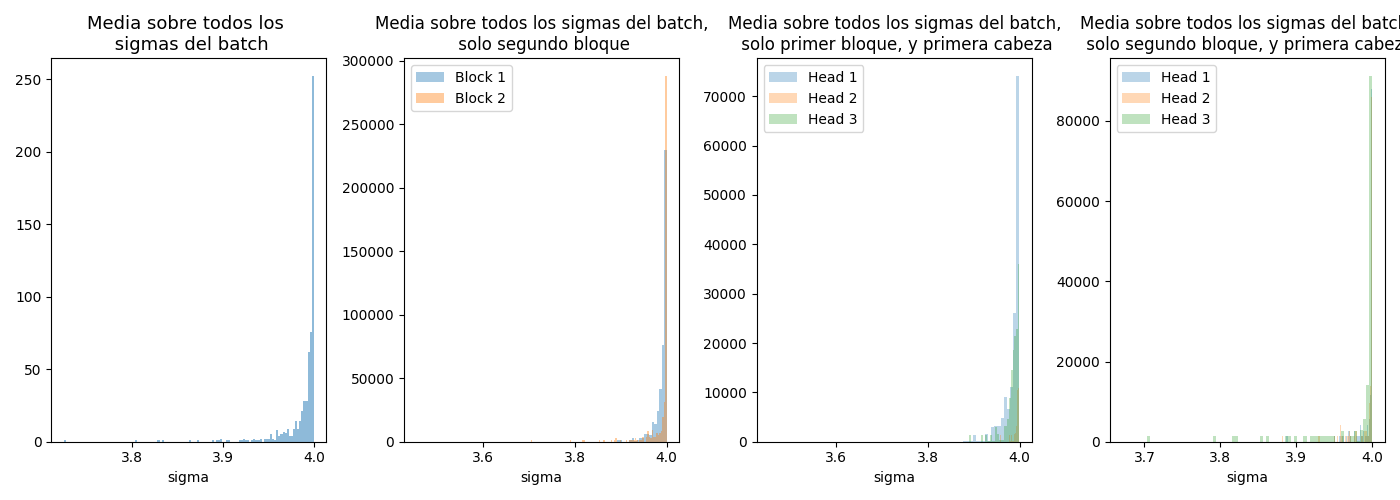 Media sobre todos los
sigmas del batch
250
200
150
100
50
0
3.8
3.9
4.0
sigma
Media sobre todos los sigmas del batch,
solo segundo bloque
Block 1
Block 2
300000
250000
200000
150000
100000
50000
0
3.6
3.8
4.0
sigma
Media sobre todos los sigmas del batch,
solo primer bloque, y primera cabeza
Head 1
Head 2
Head 3
70000
60000
50000
40000
30000
20000
10000
0
3.6
3.8
4.0
sigma
Media sobre todos los sigmas del batch
solo segundo bloque, y primera cabez
Head 1
Head 2
Head 3
80000
60000
40000
20000
0
3.7
3.8
3.9
4.0
sigma